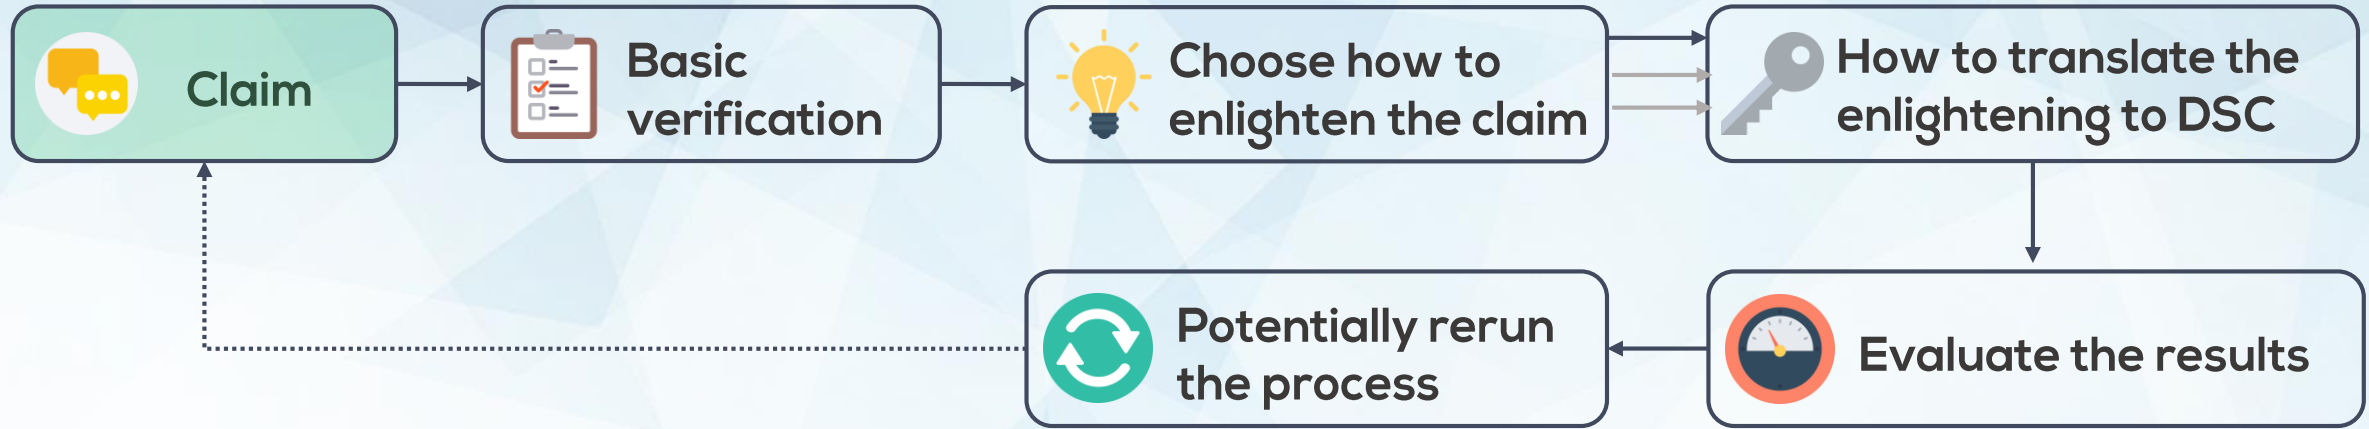 Claim
Basic
verification
Choose how to
enlighten the claim
How to translate the
enlightening to DSC
Evaluate the results
Potentially rerun
the process